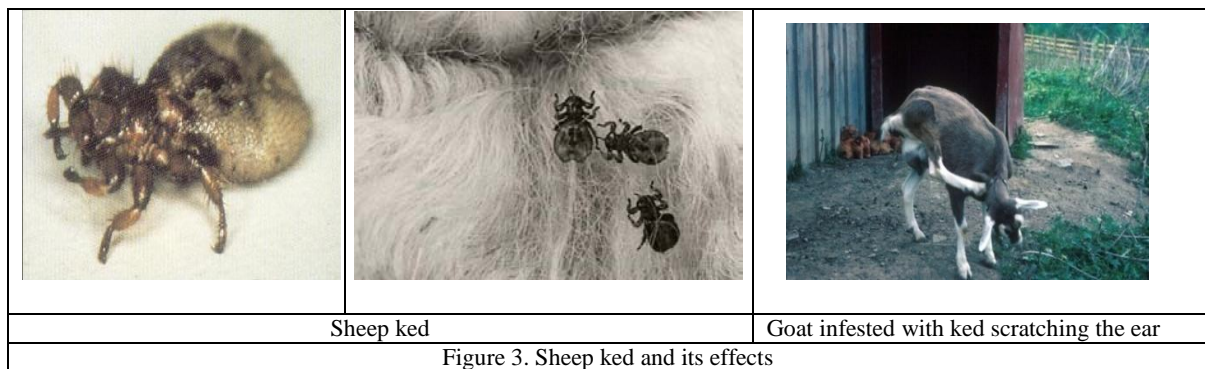 Sheep ked
Goat infested with ked scratching the ear
Figure 3. Sheep ked and its effects